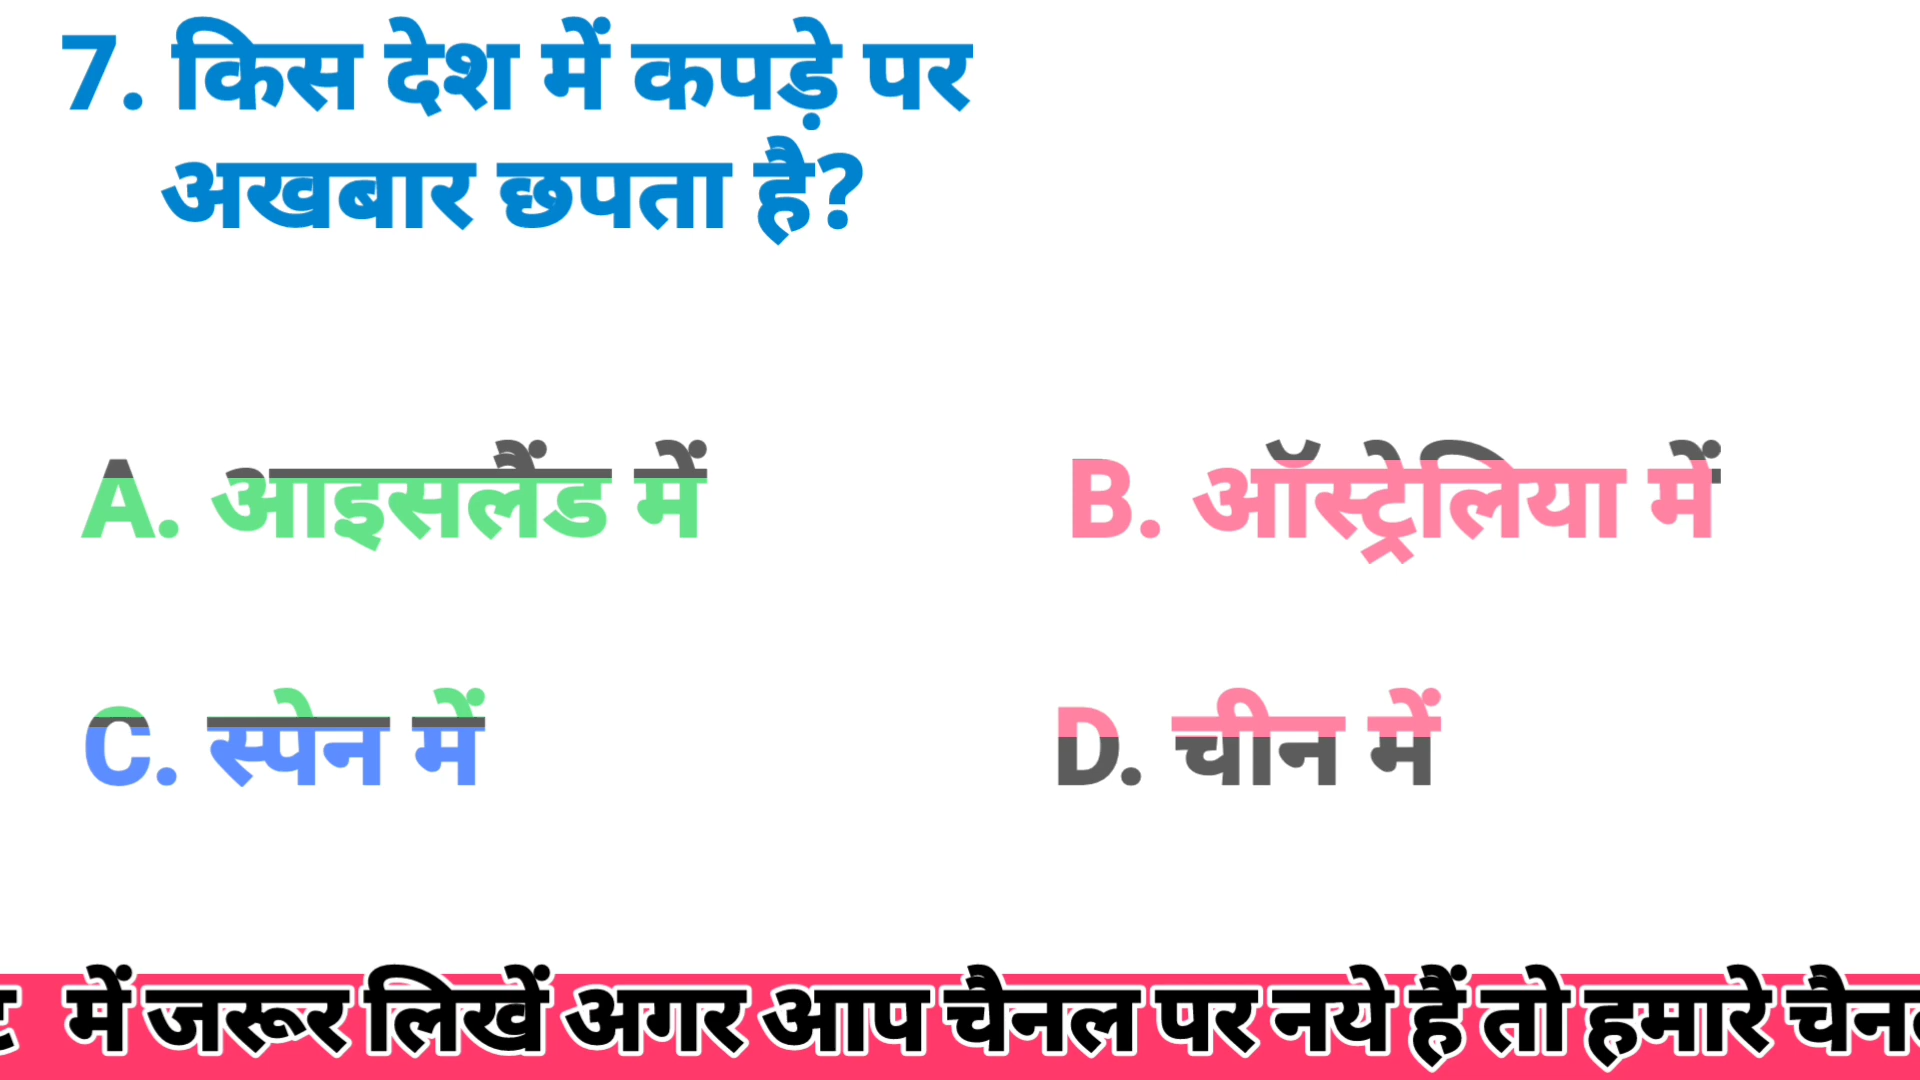 7. किस देश में कपड़े पर
अखबार छपता है?
A. आइसलैंड में
B. ऑस्ट्रेलिया में
C. स्पेन में
D. चीन में
में जरूर लिखें अगर आप चैनल पर नये हैं तो हमारे